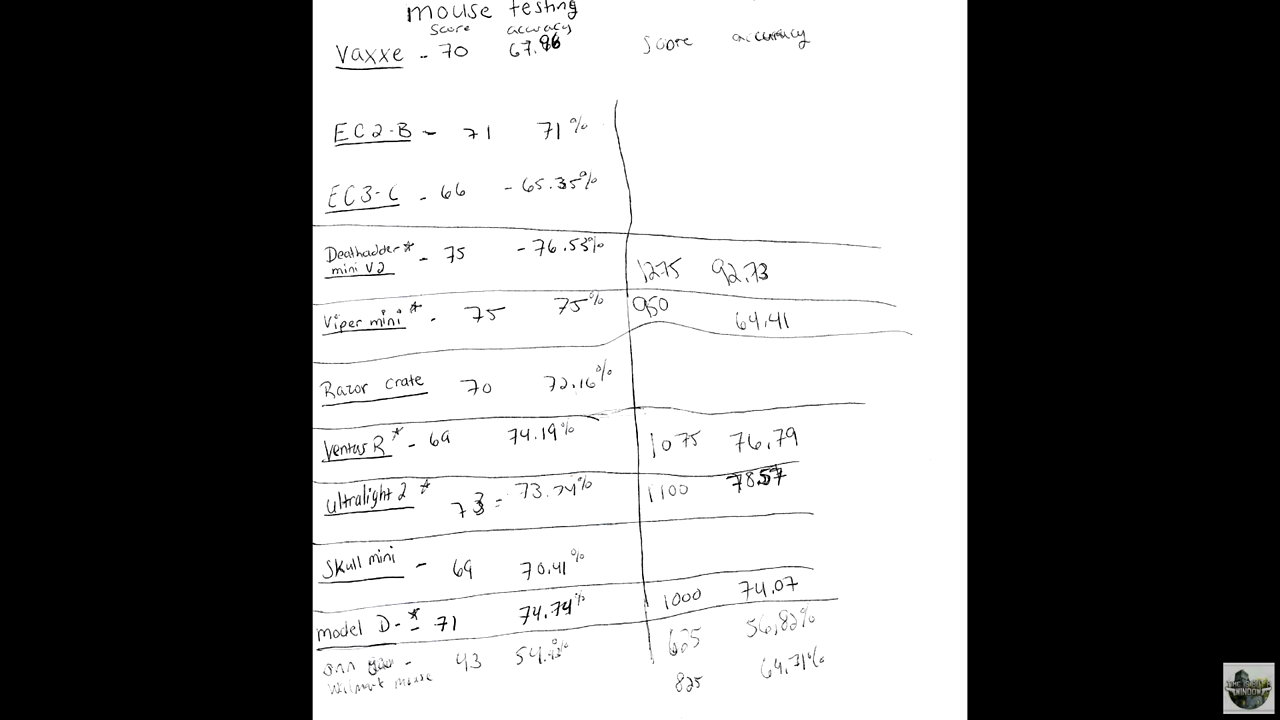 mouse testing
score accuracy
Vaxxe - 70 67.96 score accuracy
EC2-B - 71 71%
EC3-C - 66 - 65.35%
Deathadder* - 75 - 76.53%
mini V2 1275 92.73
Viper mini* - 75 75% 950 64.41
Razor crate 70 72.16%
Ventus R* - 69 74.19% 1075 76.79
Ultralight 2 * 73 = 73.74% 1100 78.57
Skull mini - 69 70.41%
model D-* - 71 74.74% 1000 74.07
- 43 625 56,82%
Walmart mouse 825 64.71%
WINDOW